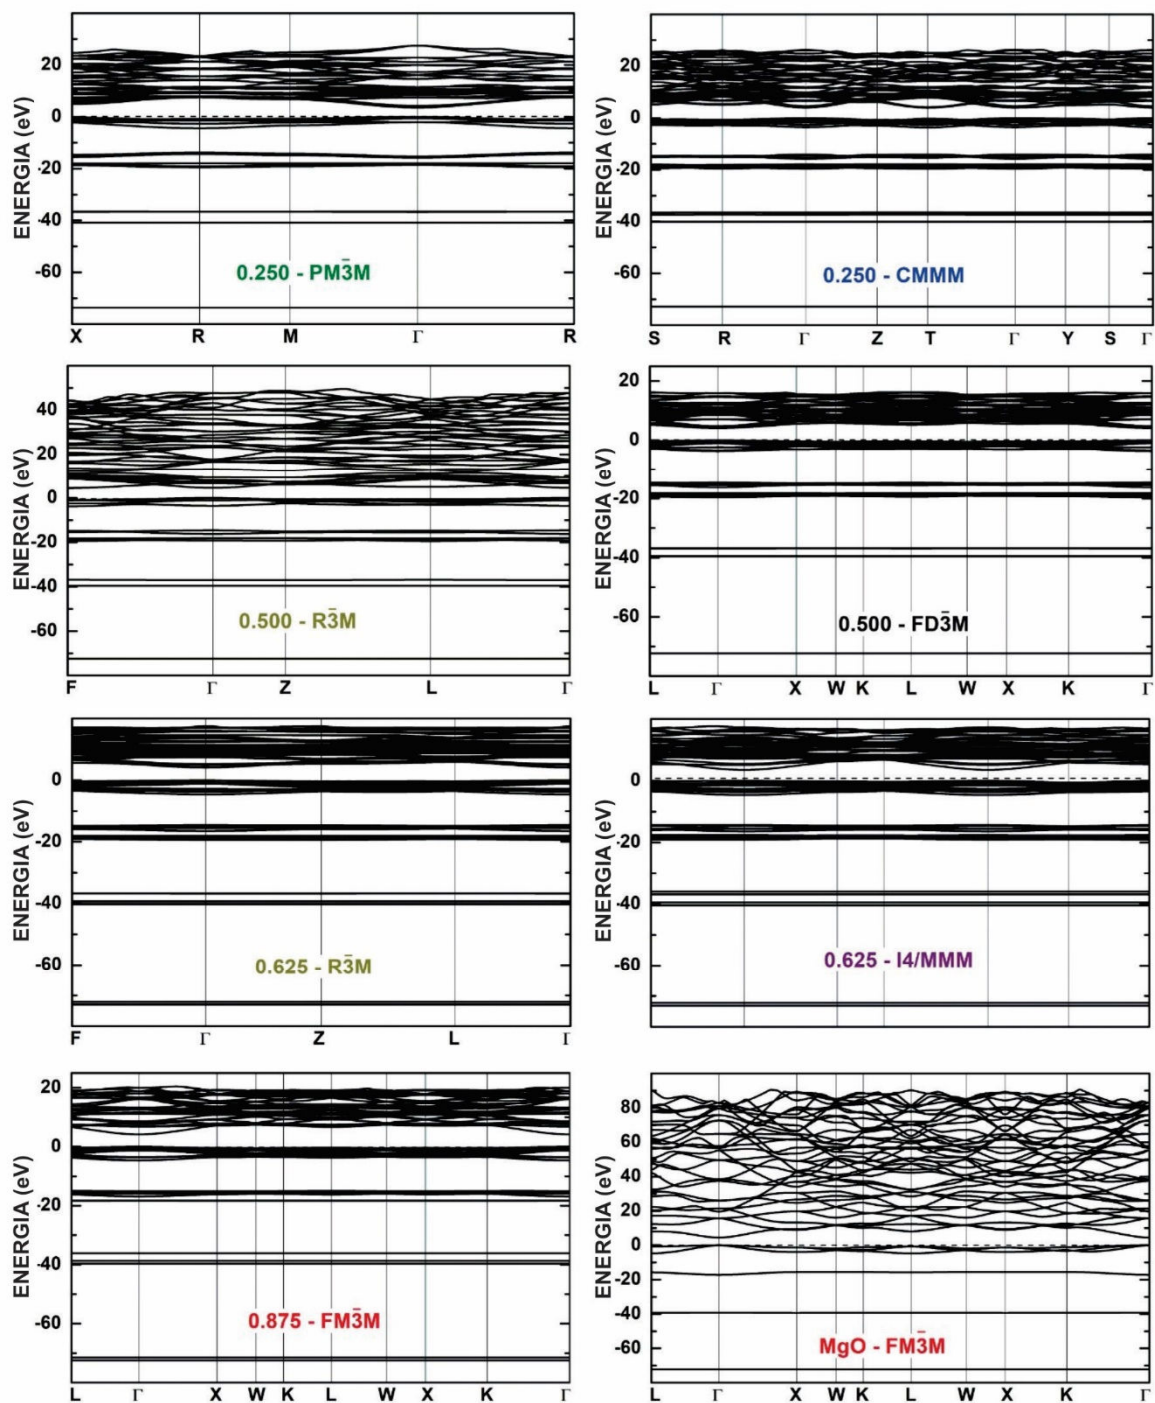 ENERGIA (eV)
20
0
-20
-40
-60
0.250 - PM3̄M
X R M Γ R
ENERGIA (eV)
20
0
-20
-40
-60
0.250 - CMMM
S R Γ Z T Γ Y S Γ
ENERGIA (eV)
40
20
0
-20
-40
-60
0.500 - R3̄M
F Γ Z L Γ
ENERGIA (eV)
20
0
-20
-40
-60
0.500 - FD3̄M
L Γ X W K L W X K Γ
ENERGIA (eV)
0
-20
-40
-60
0.625 - R3̄M
F Γ Z L Γ
ENERGIA (eV)
0
-20
-40
-60
0.625 - I4/MMM
ENERGIA (eV)
20
0
-20
-40
-60
0.875 - FM3̄M
L Γ X W K L W X K Γ
ENERGIA (eV)
80
60
40
20
0
-20
-40
-60
MgO - FM3̄M
L Γ X W K L W X K Γ